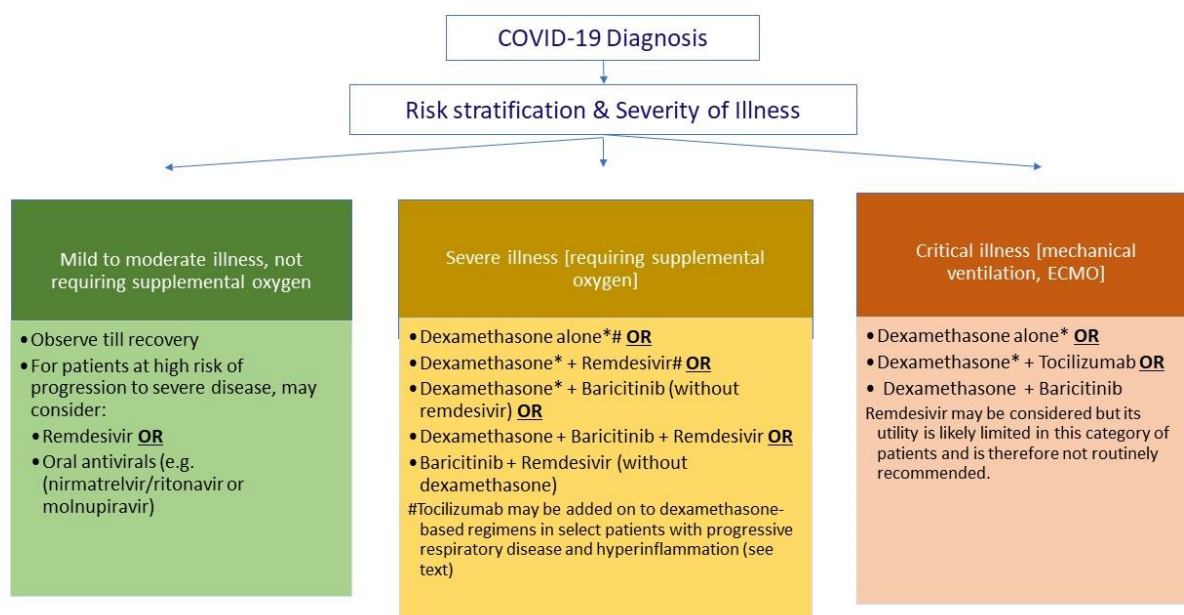 COVID-19 Diagnosis
Risk stratification & Severity of Illness
Mild to moderate illness, not
requiring supplemental oxygen
•Observe till recovery
•For patients at high risk of
progression to severe disease, may
consider:
•Remdesivir OR
•Oral antivirals (e.g.
(nirmatrelvir/ritonavir or
molnupiravir)
Severe illness [requiring supplemental
oxygen]
•Dexamethasone alone*# OR
•Dexamethasone* + Remdesivir# OR
•Dexamethasone* + Baricitinib (without
remdesivir) OR
•Dexamethasone + Baricitinib + Remdesivir OR
•Baricitinib + Remdesivir (without
dexamethasone)
#Tocilizumab may be added on to dexamethasone-
based regimens in select patients with progressive
respiratory disease and hyperinflammation (see
text)
Critical illness [mechanical
ventilation, ECMO]
•Dexamethasone alone* OR
•Dexamethasone* + Tocilizumab OR
• Dexamethasone + Baricitinib
Remdesivir may be considered but its
utility is likely limited in this category of
patients and is therefore not routinely
recommended.